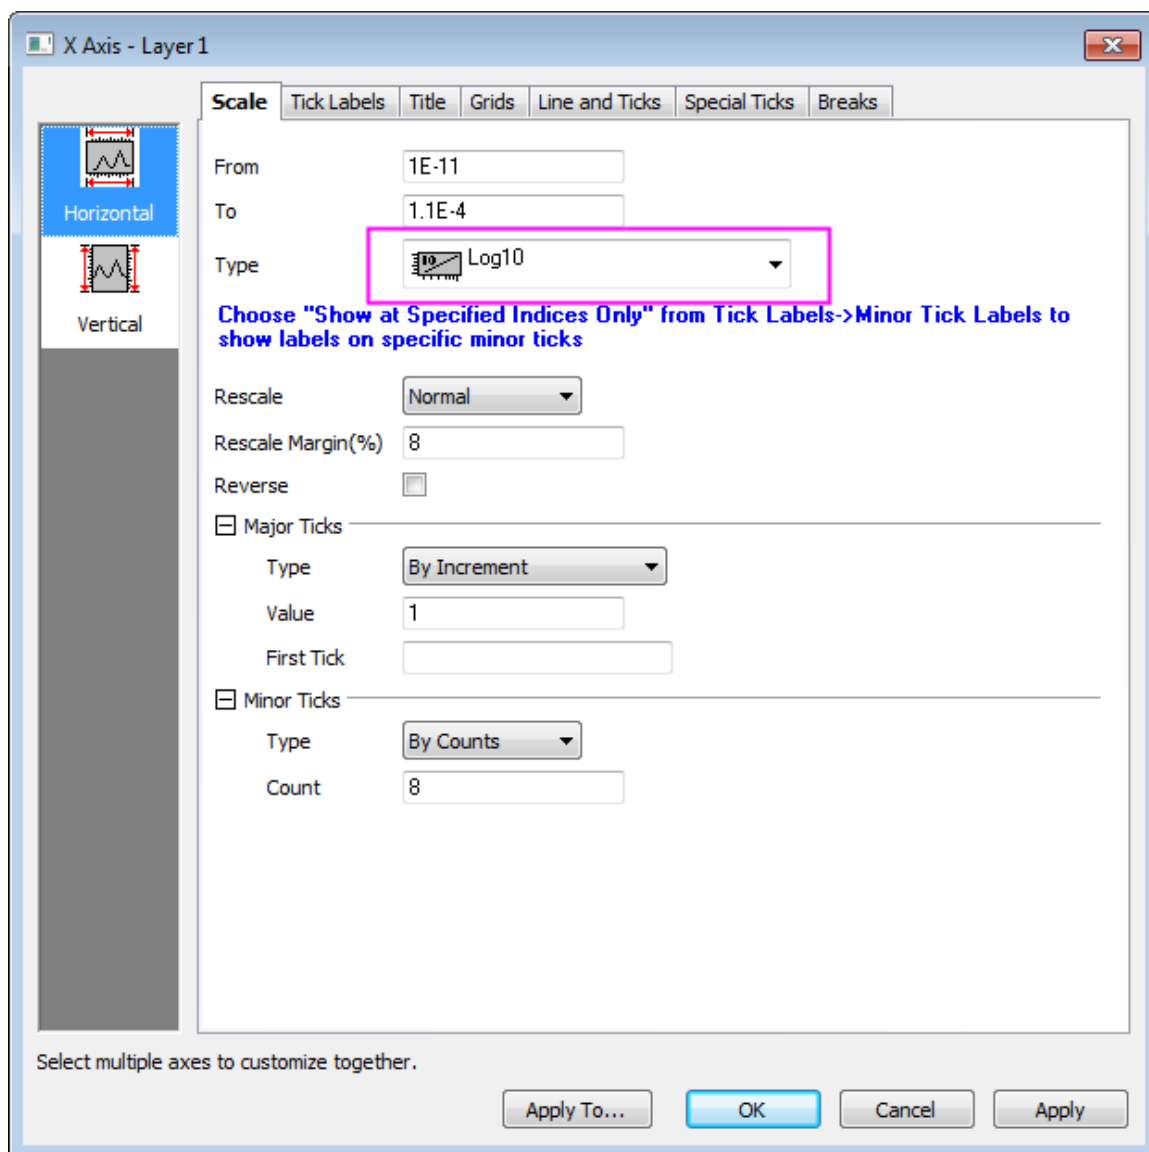 X Axis - Layer1
Scale Tick Labels Title Grids Line and Ticks Special Ticks Breaks
Horizontal
Vertical
From 1E-11
To 1.1E-4
Type 10 Log10
Choose "Show at Specified Indices Only" from Tick Labels->Minor Tick Labels to
show labels on specific minor ticks
Rescale Normal
Rescale Margin(%) 8
Reverse
Major Ticks
Type By Increment
Value 1
First Tick
Minor Ticks
Type By Counts
Count 8
Select multiple axes to customize together.
Apply To... OK Cancel Apply